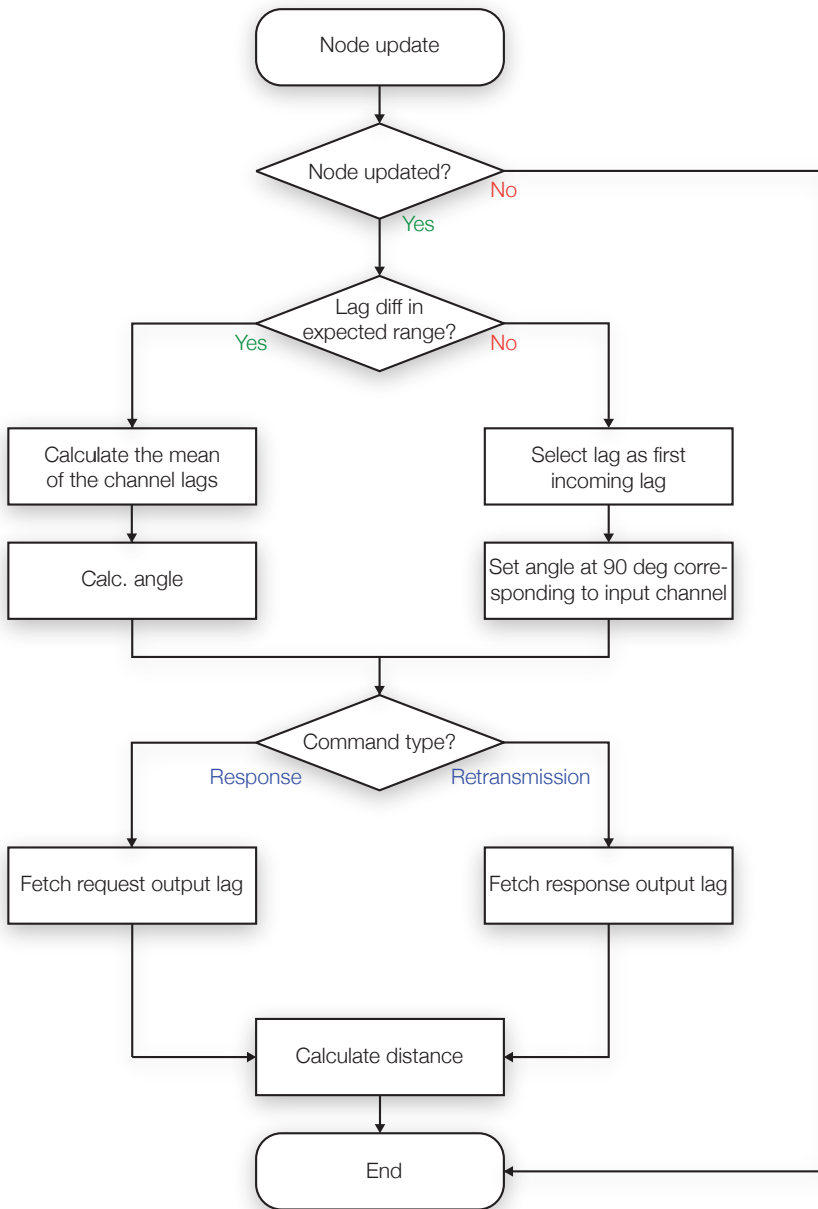 Node update
Node updated?
No
Yes
Lag diff in
expected range?
Yes
No
Calculate the mean
of the channel lags
Select lag as first
incoming lag
Calc. angle
Set angle at 90 deg corre-
sponding to input channel
Command type?
Response
Retransmission
Fetch request output lag
Fetch response output lag
Calculate distance
End